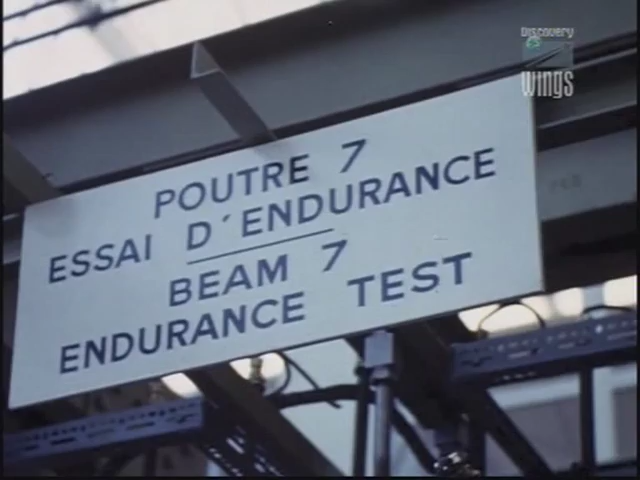 Discovery
WINGS
POUTRE 7
ESSAI D'ENDURANCE
BEAM 7
ENDURANCE TEST